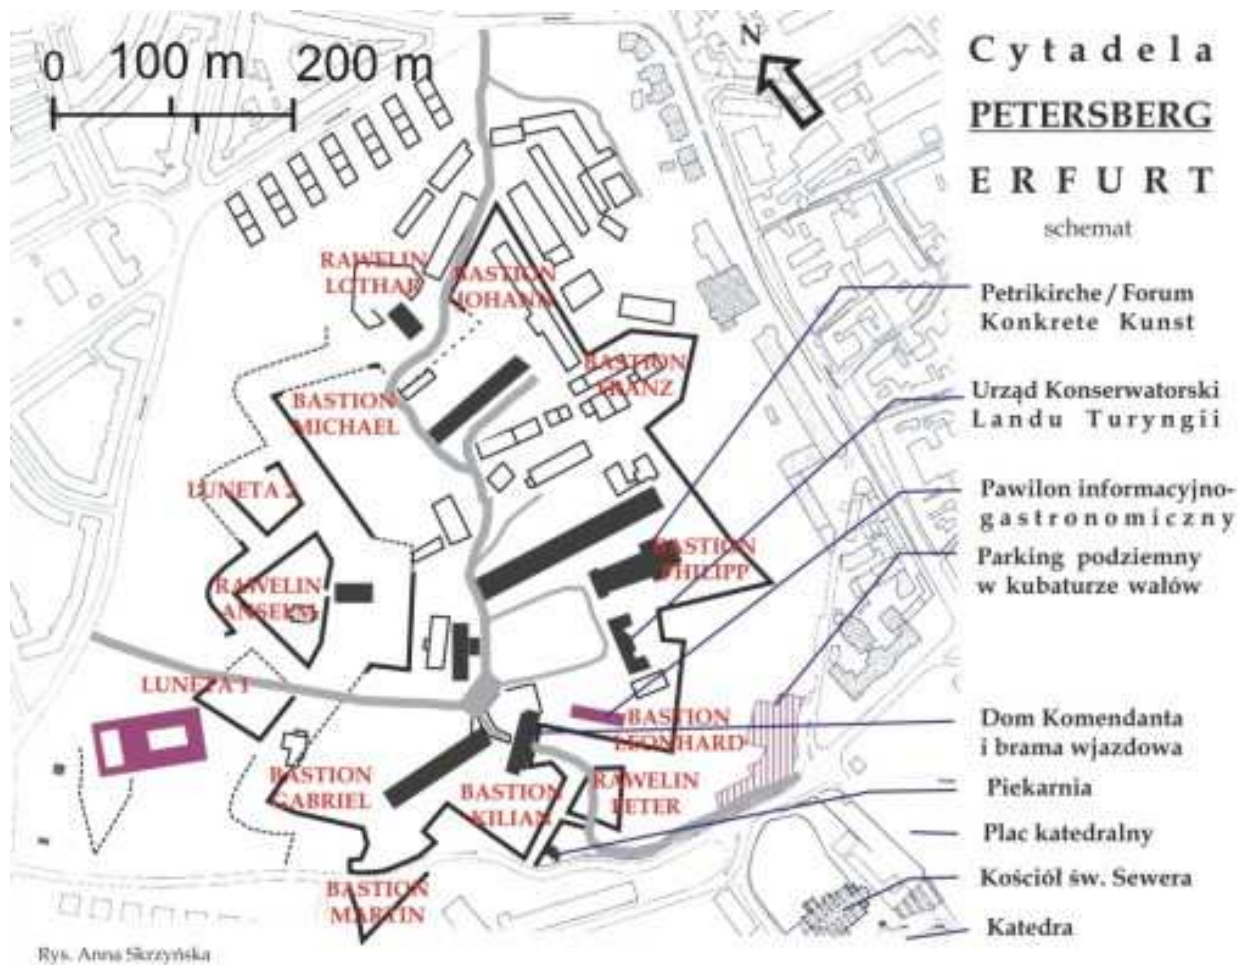 0 100 m 200 m
N
Cytadela
PETERSBERG
ERFURT
schemat
RAWELIN
LOTHAR
BASTION
JOHANN
Petrikirche / Forum
Konkrete Kunst
BASTION
FRANZ
Urząd Konserwatorski
Landu Turyngii
BASTION
MICHAEL
LUNETA 2
Pawilon informacyjno-
gastronomiczny
BASTION
PHILIPP
Parking podziemny
w kubaturze wałów
RAWELIN
ANSELM
LUNETA 1
BASTION
LEONHARD
Dom Komendanta
i brama wjazdowa
BASTION
GABRIEL
BASTION
KILIAN
RAWELIN
PETER
Piekarnia
Plac katedralny
Kościół św. Sewera
BASTION
MARTIN
Katedra
Rys. Anna Skrzyńska